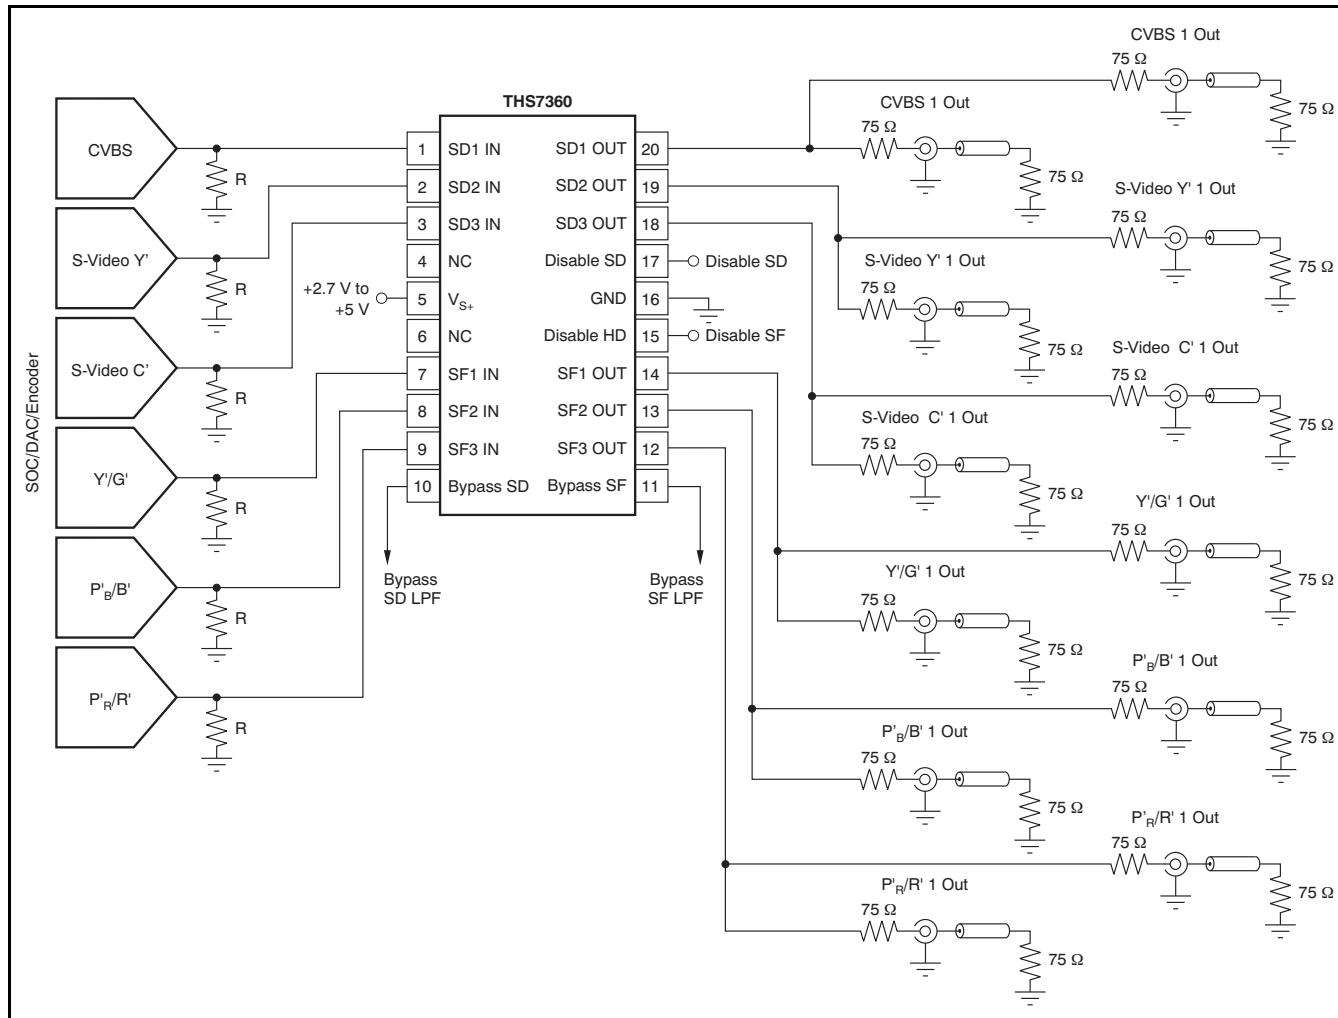 SOC/DAC/Encoder
CVBS
R
S-Video Y'
R
S-Video C'
R
Y'/G'
R
P'B/B'
R
P'R/R'
R
THS7360
1 SD1 IN SD1 OUT 20
2 SD2 IN SD2 OUT 19
3 SD3 IN SD3 OUT 18
4 NC Disable SD 17 Disable SD
+2.7 V to
+5 V
5 VS+ GND 16
6 NC Disable HD 15 Disable SF
7 SF1 IN SF1 OUT 14
8 SF2 IN SF2 OUT 13
9 SF3 IN SF3 OUT 12
10 Bypass SD Bypass SF 11
Bypass
SD LPF
Bypass
SF LPF
CVBS 1 Out
75 Ω
75 Ω
CVBS 1 Out
75 Ω
75 Ω
S-Video Y' 1 Out
75 Ω
75 Ω
S-Video Y' 1 Out
75 Ω
75 Ω
S-Video C' 1 Out
75 Ω
75 Ω
S-Video C' 1 Out
75 Ω
75 Ω
Y'/G' 1 Out
75 Ω
75 Ω
Y'/G' 1 Out
75 Ω
75 Ω
P'B/B' 1 Out
75 Ω
75 Ω
P'B/B' 1 Out
75 Ω
75 Ω
P'R/R' 1 Out
75 Ω
75 Ω
P'R/R' 1 Out
75 Ω
75 Ω